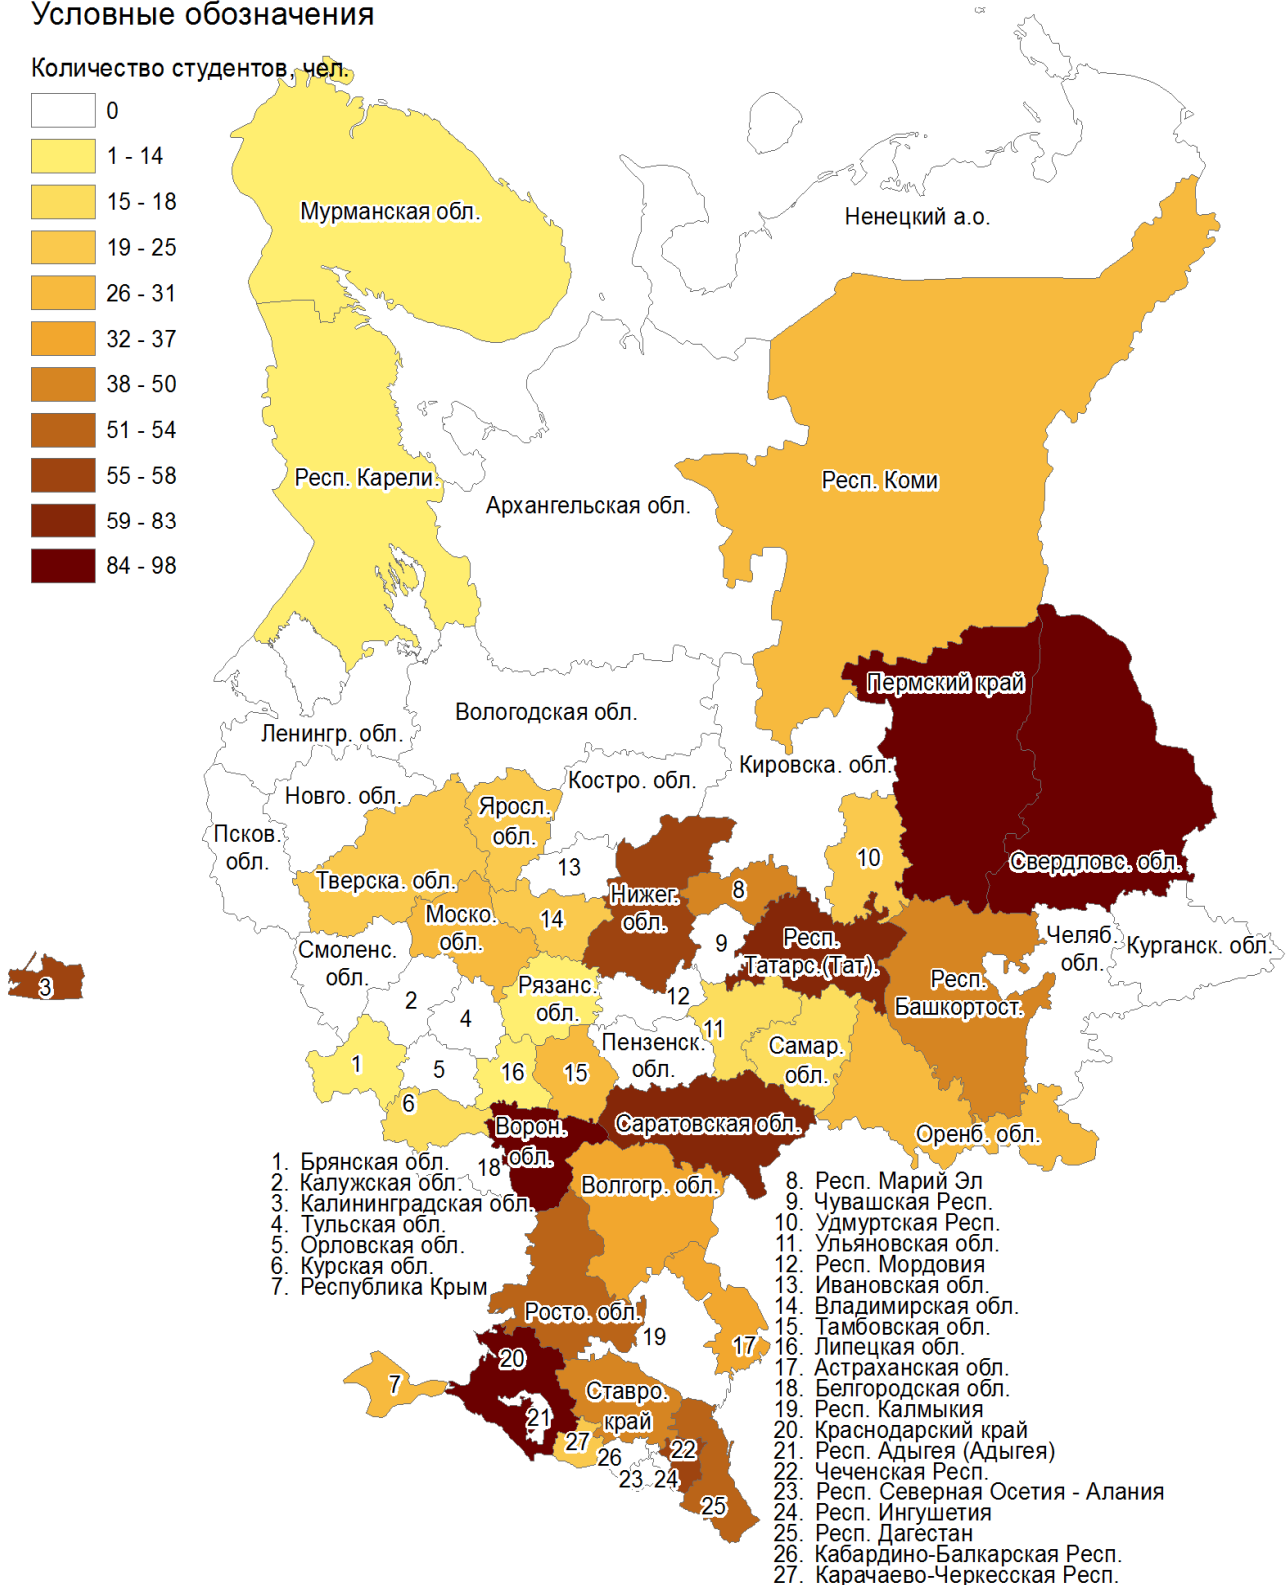 Условные обозначения
Количество студентов, чел.
0
1 - 14
15 - 18
19 - 25
26 - 31
32 - 37
38 - 50
51 - 54
55 - 58
59 - 83
84 - 98
Мурманская обл.
Ненецкий а.о.
Респ. Карели.
Респ. Коми
Архангельская обл.
Пермский край
Вологодская обл.
Ленингр. обл.
Кировска. обл.
Костро. обл.
Новго. обл.
Яросл.
обл.
Псков.
обл.
13
10
Свердловс. обл.
Тверска. обл.
Нижег.
обл.
8
Моско.
обл.
14
Смоленс.
обл.
9
Респ.
Татарс.(Тат).
Челяб.
обл.
Курганск. обл.
3
Рязанс.
обл.
12
Респ.
Башкортост.
2
4
11
Пензенск.
обл.
Самар.
обл.
1
5
16
15
6
Ворон.
обл.
Саратовская обл.
Оренб. обл.
18
Волгогр. обл.
1. Брянская обл.
2. Калужская обл.
3. Калининградская обл.
4. Тульская обл.
5. Орловская обл.
6. Курская обл.
7. Республика Крым
Росто. обл.
19
17
20
7
Ставро.
край
21
27
26
22
23
24
25
8. Респ. Марий Эл
9. Чувашская Респ.
10. Удмуртская Респ.
11. Ульяновская обл.
12. Респ. Мордовия
13. Ивановская обл.
14. Владимирская обл.
15. Тамбовская обл.
16. Липецкая обл.
17. Астраханская обл.
18. Белгородская обл.
19. Респ. Калмыкия
20. Краснодарский край
21. Респ. Адыгея (Адыгея)
22. Чеченская Респ.
23. Респ. Северная Осетия - Алания
24. Респ. Ингушетия
25. Респ. Дагестан
26. Кабардино-Балкарская Респ.
27. Карачаево-Черкесская Респ.